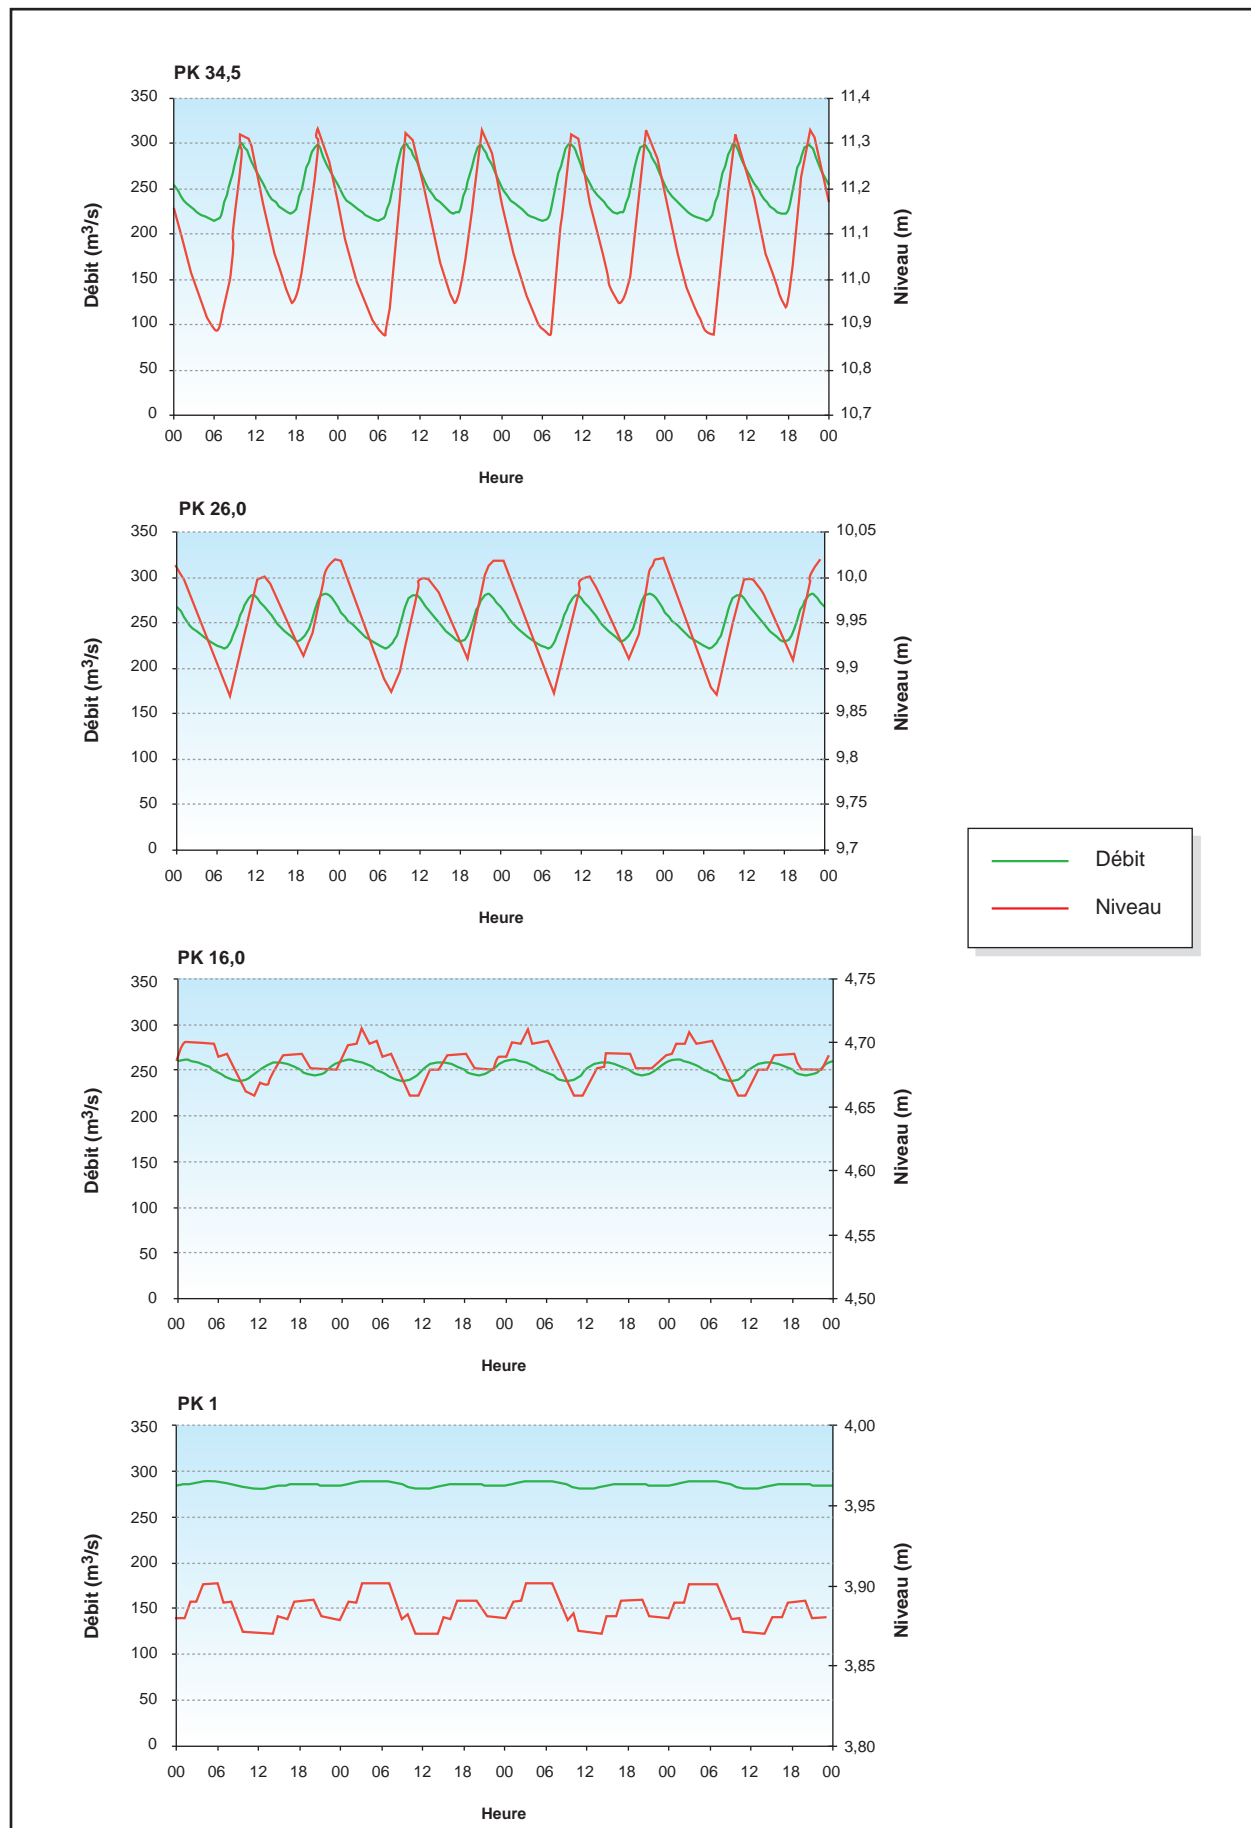 PK 34,5
350 11,4
300 11,3
250 11,2
200 11,1
150 11,0
100 10,9
50 10,8
0 10,7
Débit (m³/s)
Niveau (m)
00 06 12 18 00 06 12 18 00 06 12 18 00 06 12 18 00
Heure
PK 26,0
350 10,05
300 10,0
250 9,95
200 9,9
150 9,85
100 9,8
50 9,75
0 9,7
Débit (m³/s)
Niveau (m)
00 06 12 18 00 06 12 18 00 06 12 18 00 06 12 18 00
Heure
Débit
Niveau
PK 16,0
350 4,75
300 4,70
250 4,65
200 4,60
150 4,55
100 4,50
50
0
Débit (m³/s)
Niveau (m)
00 06 12 18 00 06 12 18 00 06 12 18 00 06 12 18 00
Heure
PK 1
350 4,00
300 3,95
250 3,90
200 3,85
150 3,80
100
50
0
Débit (m³/s)
Niveau (m)
00 06 12 18 00 06 12 18 00 06 12 18 00 06 12 18 00
Heure